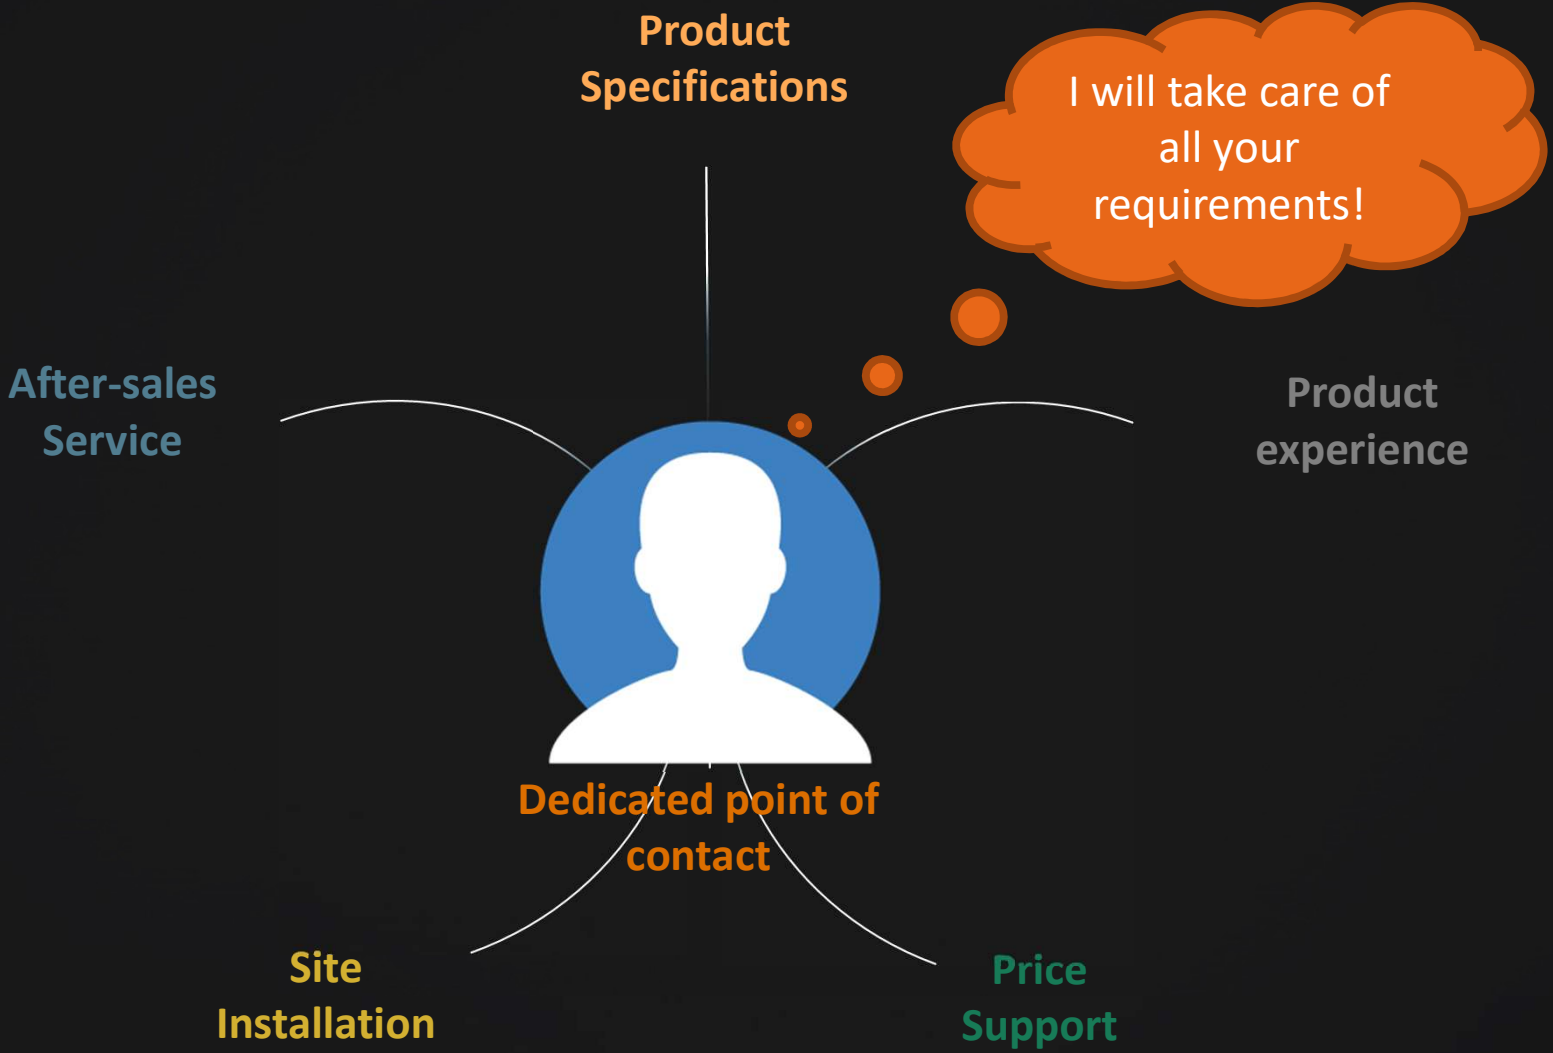 Product
Specifications
I will take care of
all your
requirements!
After-sales
Service
Product
experience
Dedicated point of
contact
Site
Installation
Price
Support